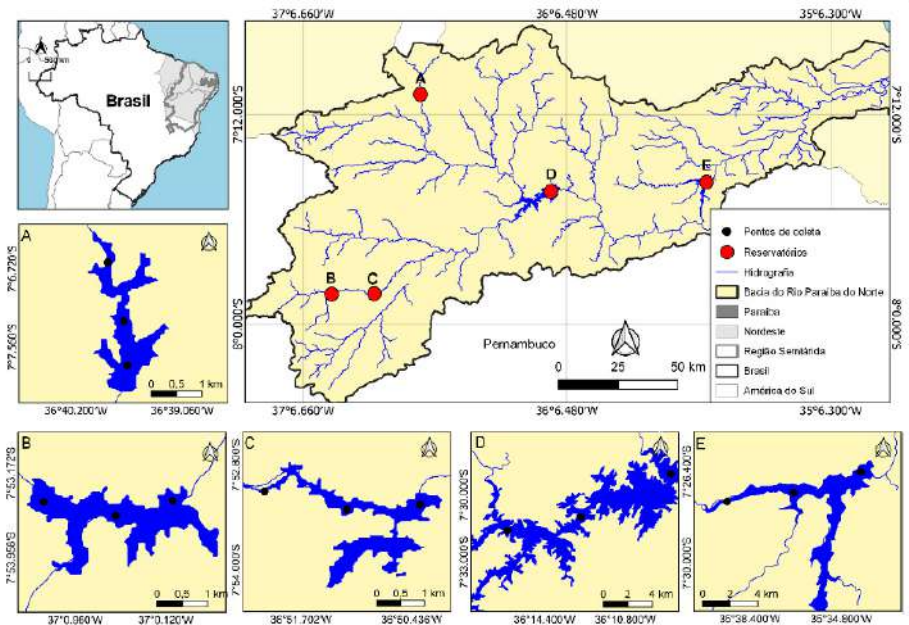 500 km
Brasil
37°6.660'W
36°6.480'W
35°6.300'W
7°12.000'S
8°0.000'S
7°12.000'S
8°0.000'S
A
B
C
D
E
Pernambuco
0 25 50 km
37°6.660'W
36°6.480'W
35°6.300'W
Pontos de coleta
Reservatórios
Hidrografia
Bacia do Rio Paraíba do Norte
Paraíba
Nordeste
Região Semiárida
Brasil
América do Sul
A
7°6.720'S
7°7.560'S
0 0,5 1 km
36°40.200'W
36°39.060'W
B
7°53.172'S
7°53.956'S
0 0,5 1 km
37°0.960'W
37°0.120'W
C
7°52.800'S
7°54.000'S
0 0,5 1 km
36°51.702'W
36°50.436'W
D
7°30.000'S
7°33.000'S
0 2 4 km
36°14.400'W
36°10.800'W
E
7°26.400'S
7°30.000'S
0 2 4 km
35°38.400'W
35°34.800'W